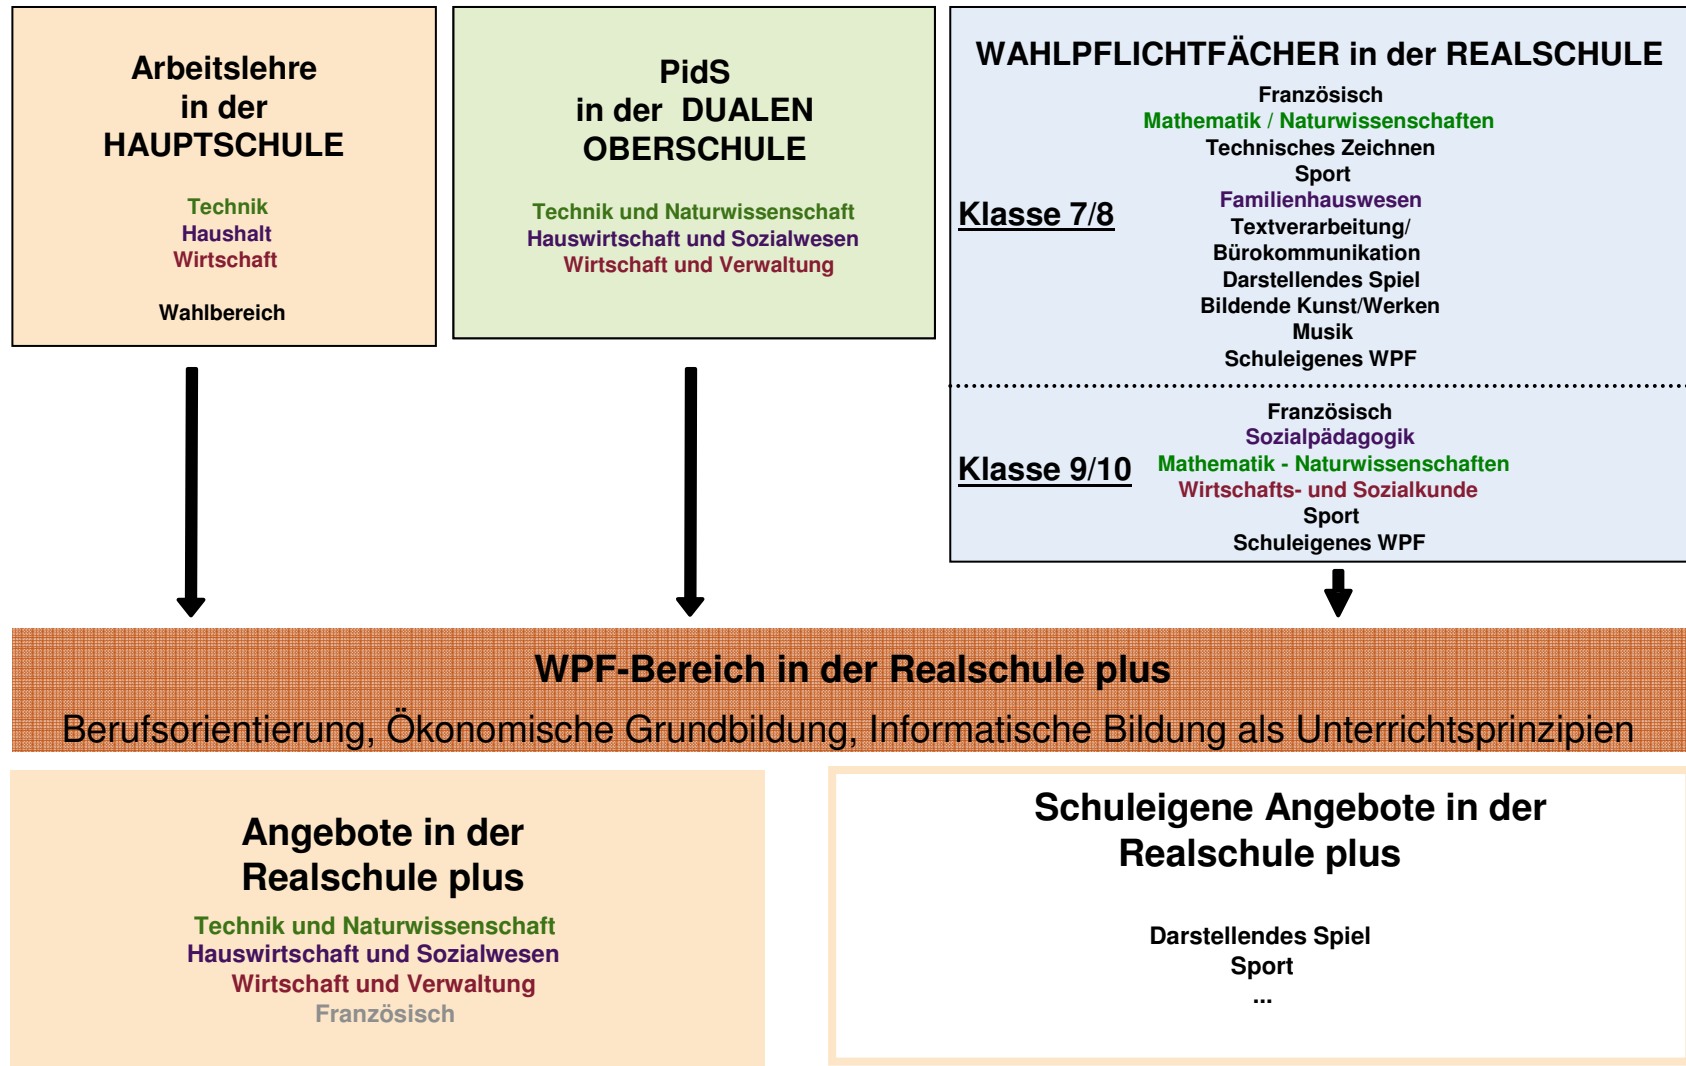 Arbeitslehre
in der
HAUPTSCHULE
Technik
Haushalt
Wirtschaft
Wahlbereich
PidS
in der DUALEN
OBERSCHULE
Technik und Naturwissenschaft
Hauswirtschaft und Sozialwesen
Wirtschaft und Verwaltung
WAHLPFLICHTFÄCHER in der REALSCHULE
Klasse 7/8
Französisch
Mathematik / Naturwissenschaften
Technisches Zeichnen
Sport
Familienhauswesen
Textverarbeitung/
Bürokommunikation
Darstellendes Spiel
Bildende Kunst/Werken
Musik
Schuleigenes WPF
Klasse 9/10
Französisch
Sozialpädagogik
Mathematik - Naturwissenschaften
Wirtschafts- und Sozialkunde
Sport
Schuleigenes WPF
WPF-Bereich in der Realschule plus
Berufsorientierung, Ökonomische Grundbildung, Informatische Bildung als Unterrichtsprinzipien
Angebote in der
Realschule plus
Technik und Naturwissenschaft
Hauswirtschaft und Sozialwesen
Wirtschaft und Verwaltung
Französisch
Schuleigene Angebote in der
Realschule plus
Darstellendes Spiel
Sport
...